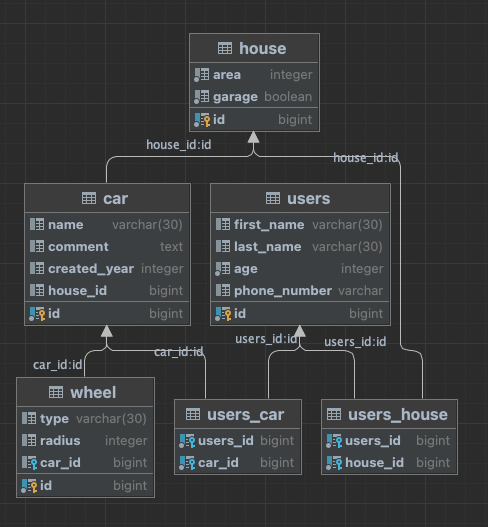 house
area integer
garage boolean
id bigint
house_id:id
house_id:id
car
name varchar(30)
comment text
created_year integer
house_id bigint
id bigint
users
first_name varchar(30)
last_name varchar(30)
age integer
phone_number varchar
id bigint
car_id:id
car_id:id
users_id:id
users_id:id
wheel
type varchar(30)
radius integer
car_id bigint
id bigint
users_car
users_id bigint
car_id bigint
users_house
users_id bigint
house_id bigint